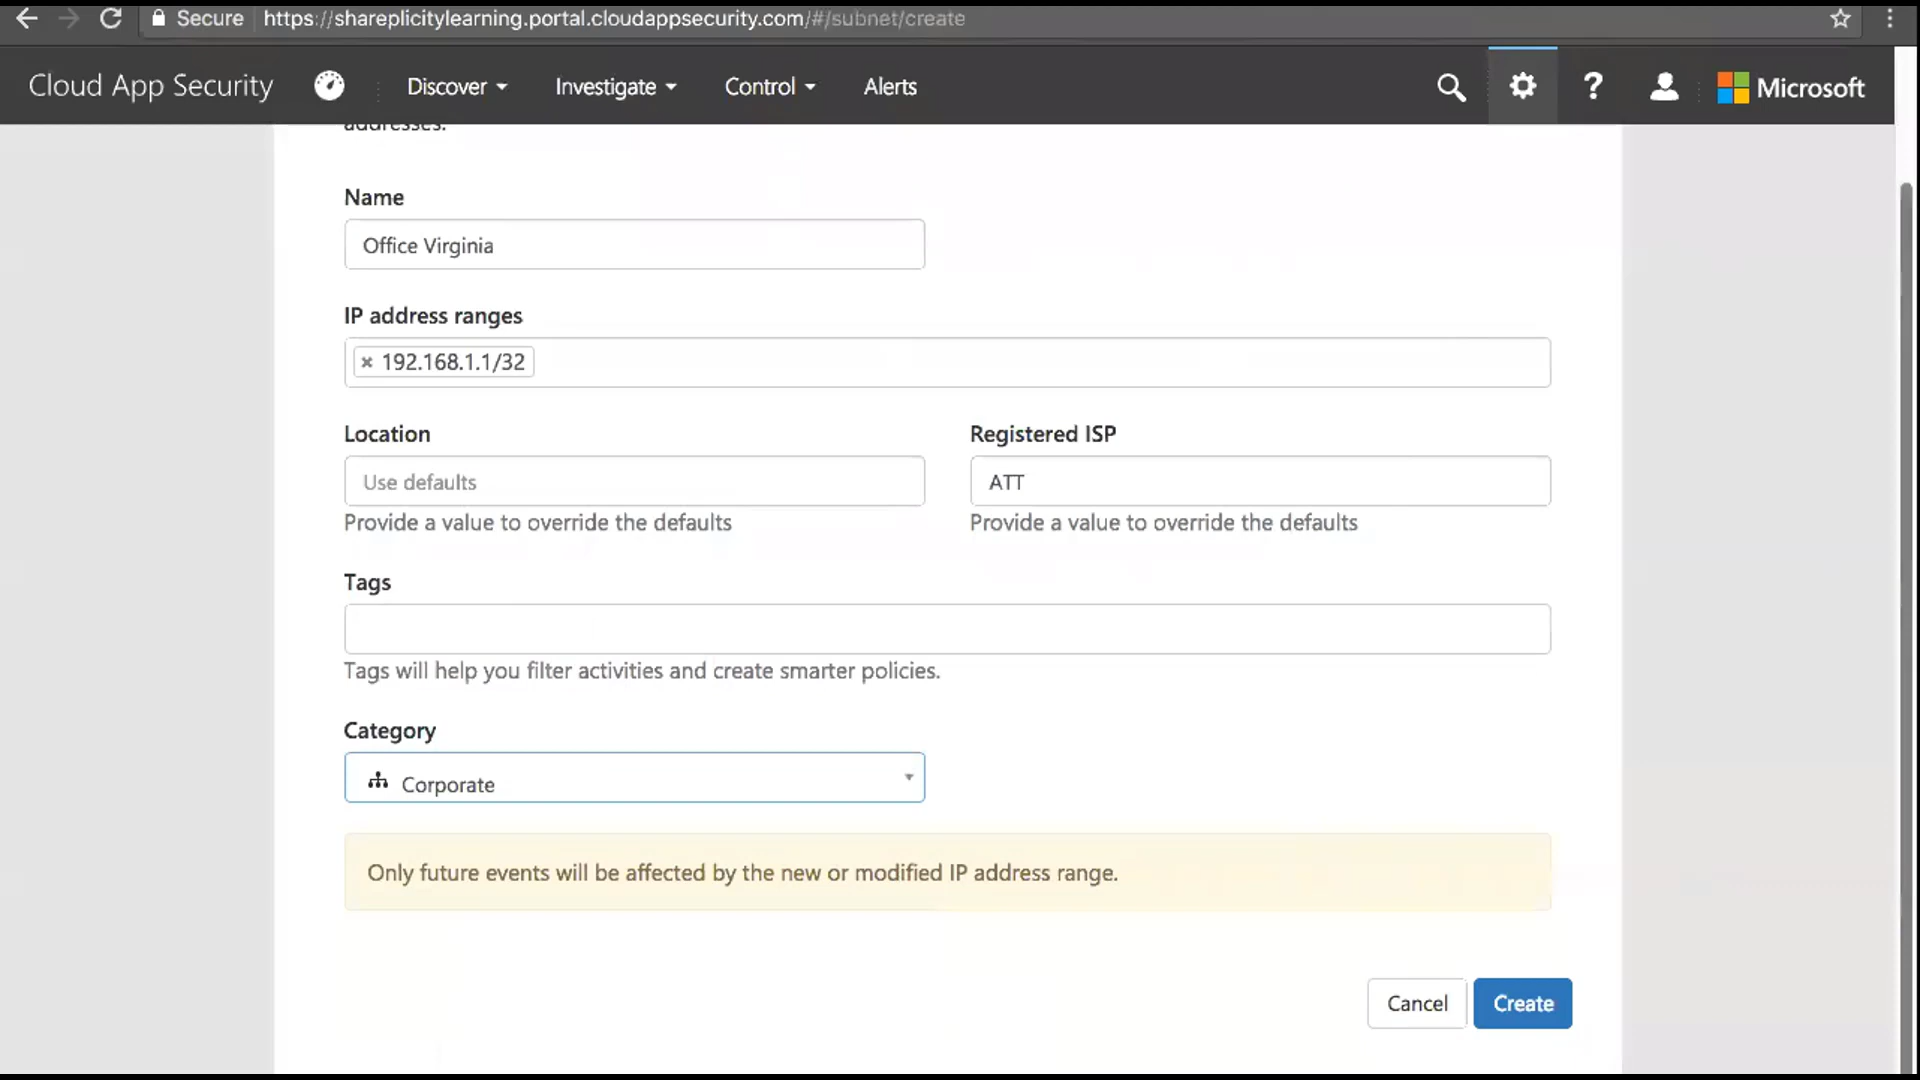 Secure https://shareplicitylearning.portal.cloudappsecurity.com/#/subnet/create
Cloud App Security Discover Investigate Control Alerts ? Microsoft
addresses.
Name
Office Virginia
IP address ranges
× 192.168.1.1/32
Location Registered ISP
Use defaults ATT
Provide a value to override the defaults Provide a value to override the defaults
Tags
Tags will help you filter activities and create smarter policies.
Category
Corporate
Only future events will be affected by the new or modified IP address range.
Cancel Create